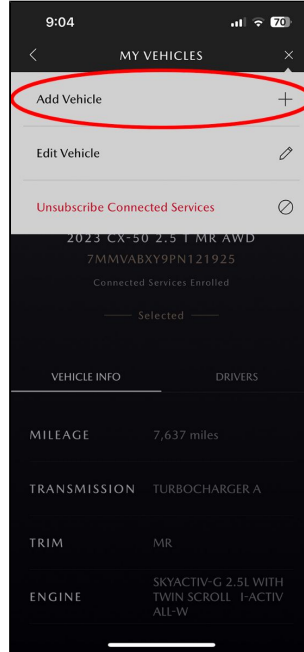 9:04
70
MY VEHICLES
Add Vehicle
Edit Vehicle
Unsubscribe Connected Services
2023 CX-50 2.5 T MR AWD
7MMVABXY9PN121925
Connected Services Enrolled
Selected
VEHICLE INFO DRIVERS
MILEAGE 7,637 miles
TRANSMISSION TURBOCHARGER A
TRIM MR
SKYACTIV-G 2.5L WITH
ENGINE TWIN SCROLL I-ACTIV
ALL-W